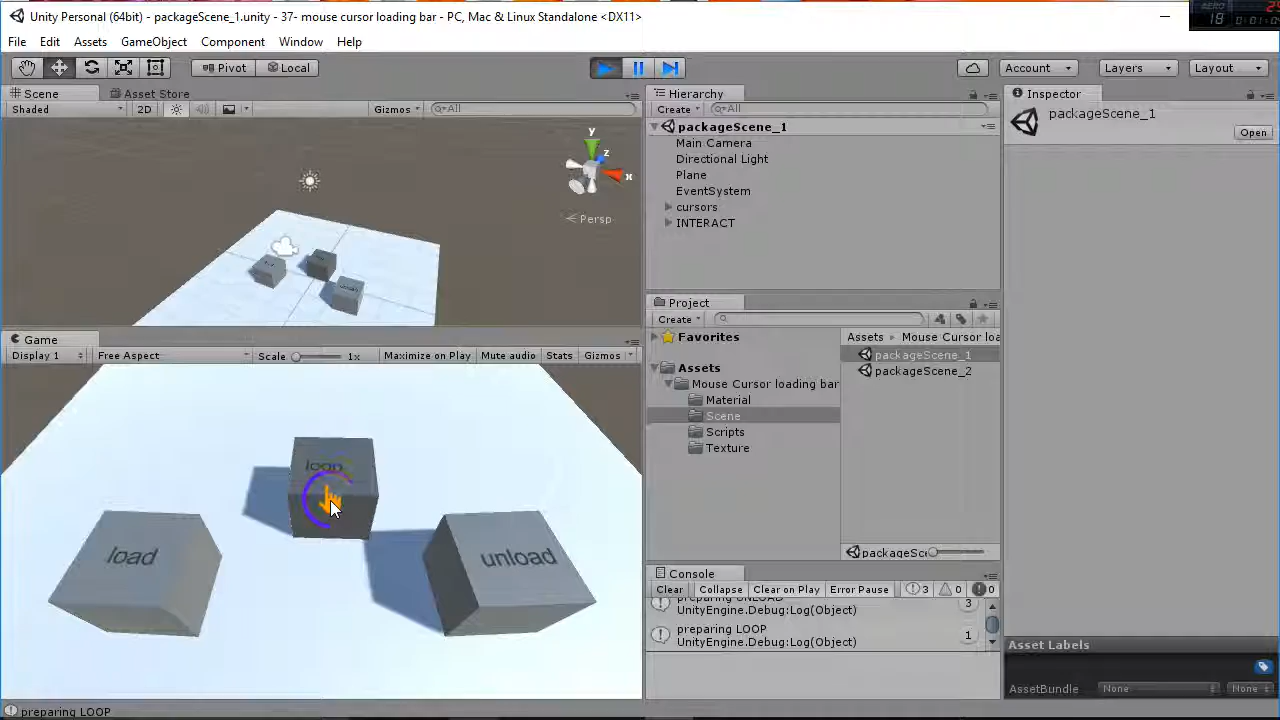 Unity Personal (64bit) - packageScene_1.unity - 37- mouse cursor loading bar - PC, Mac & Linux Standalone <DX11>
AERO
18
File Edit Assets GameObject Component Window Help
Pivot Local Account Layers Layout
Scene Asset Store
Shaded 2D Gizmos All
y
z
x
Persp
Hierarchy
Create All
packageScene_1
Main Camera
Directional Light
Plane
EventSystem
cursors
INTERACT
Inspector
packageScene_1
Open
Project
Create
Favorites
Assets
Mouse Cursor loading bar
Material
Scene
Scripts
Texture
Assets Mouse Cursor loa
packageScene_1
packageScene_2
packageSce
Game
Display 1 Free Aspect Scale 1x Maximize on Play Mute audio Stats Gizmos
loop
load
unload
Console
Clear Collapse Clear on Play Error Pause 3 0 0
preparing UNLOAD
UnityEngine.Debug:Log(Object) 3
preparing LOOP
UnityEngine.Debug:Log(Object) 1
Asset Labels
AssetBundle None None
preparing LOOP